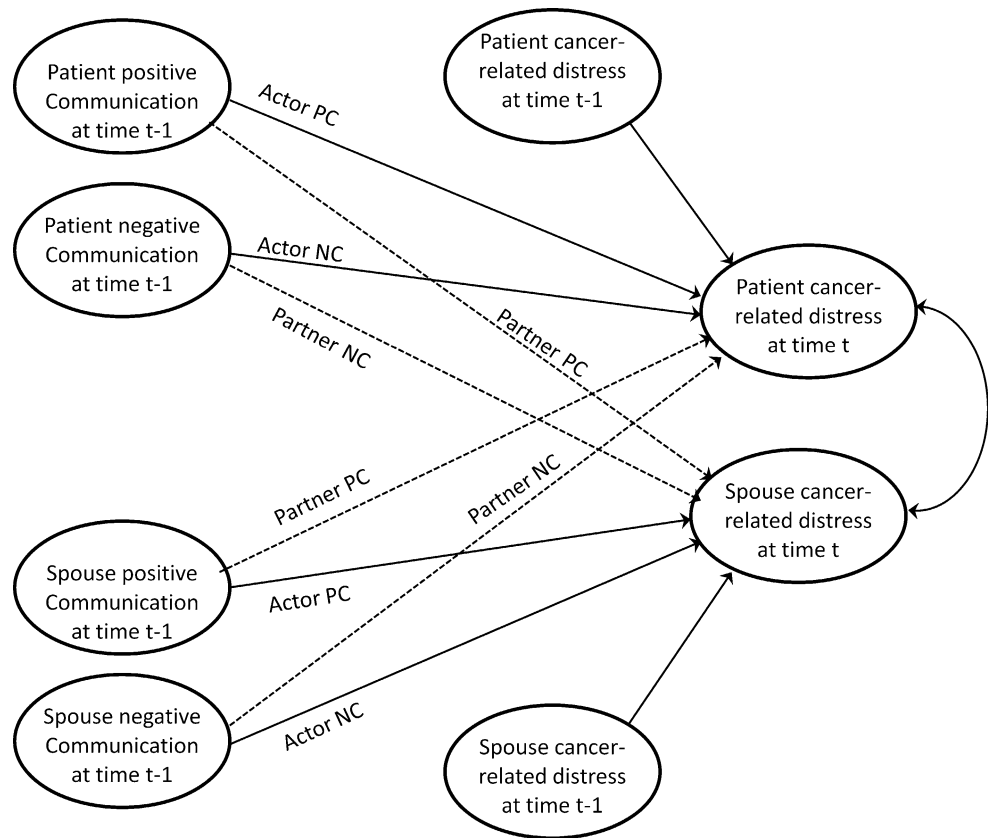 Patient positive
Communication
at time t-1
Patient cancer-
related distress
at time t-1
Actor PC
Patient negative
Communication
at time t-1
Actor NC
Partner NC
Partner PC
Patient cancer-
related distress
at time t
Partner PC
Partner NC
Spouse cancer-
related distress
at time t
Spouse positive
Communication
at time t-1
Actor PC
Spouse negative
Communication
at time t-1
Actor NC
Spouse cancer-
related distress
at time t-1